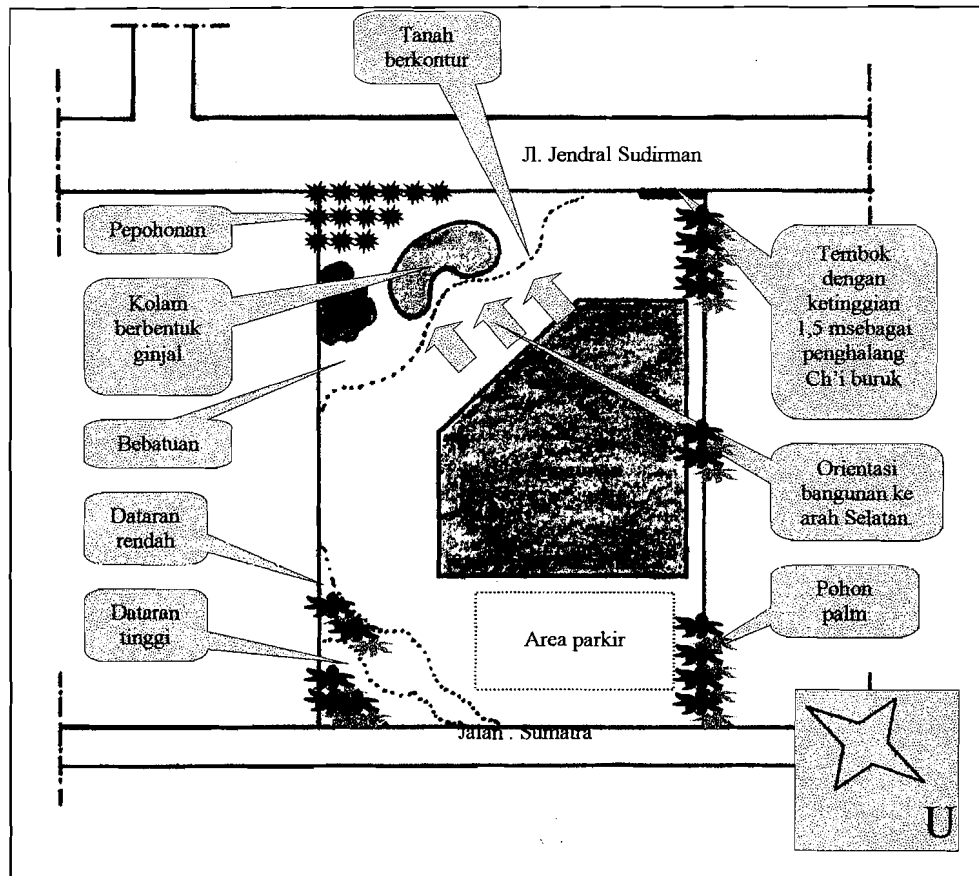 Tanah
berkontur
Jl. Jendral Sudirman
Pepohonan
Kolam
berbentuk
ginjal
Tembok
dengan
ketinggian
1,5 msebagai
penghalang
Ch'i buruk
Bebatuan
Orientasi
bangunan ke
arah Selatan
Dataran
rendah
Dataran
tinggi
Pohon
palm
Area parkir
Jalan . Sumatra
U